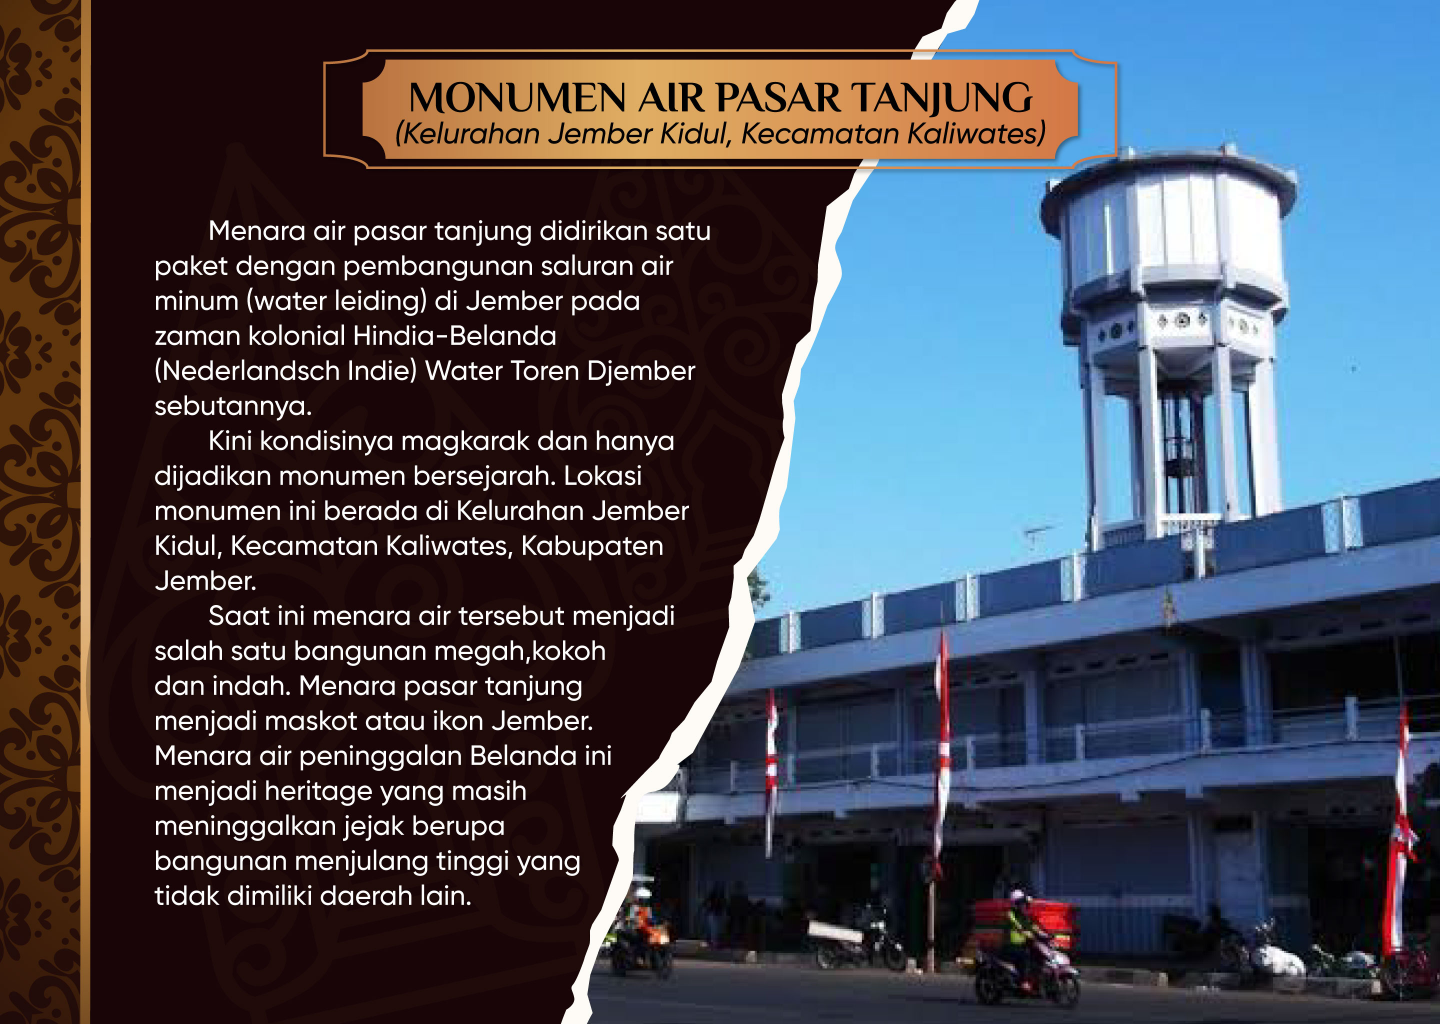 MONUMEN AIR PASAR TANJUNG
(Kelurahan Jember Kidul, Kecamatan Kaliwates)
Menara air pasar tanjung didirikan satu
paket dengan pembangunan saluran air
minum (water leiding) di Jember pada
zaman kolonial Hindia-Belanda
(Nederlandsch Indie) Water Toren Djember
sebutannya.
Kini kondisinya magkarak dan hanya
dijadikan monumen bersejarah. Lokasi
monumen ini berada di Kelurahan Jember
Kidul, Kecamatan Kaliwates, Kabupaten
Jember.
Saat ini menara air tersebut menjadi
salah satu bangunan megah,kokoh
dan indah. Menara pasar tanjung
menjadi maskot atau ikon Jember.
Menara air peninggalan Belanda ini
menjadi heritage yang masih
meninggalkan jejak berupa
bangunan menjulang tinggi yang
tidak dimiliki daerah lain.